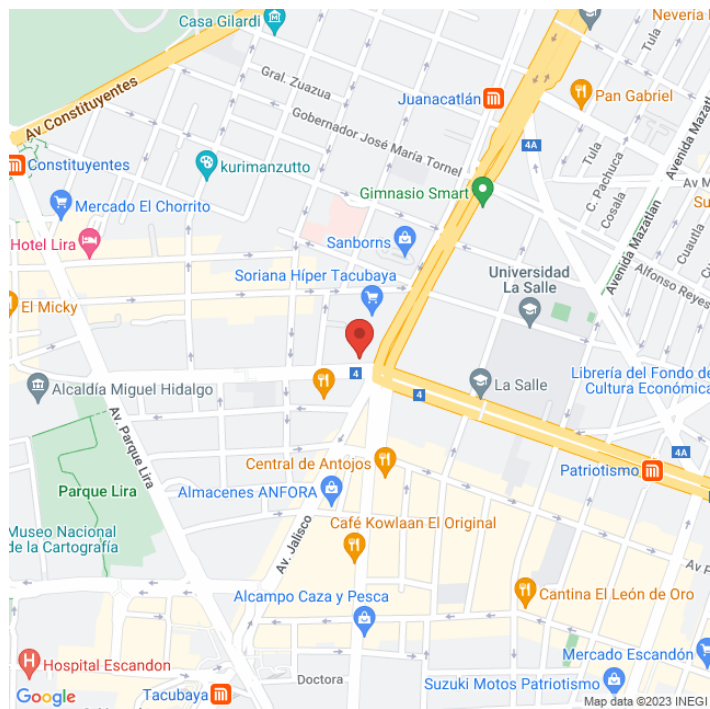 Casa Gilardi
Nevería
Tula
Gral. Zuazua
Av Constituyentes
Juanacatlán
Pan Gabriel
Gobernador José María Tornel
4A
Avenida Mazatlan
Constituyentes
kurimanzutto
Tula
C. Pachuca
Cosala
Av M
Gimnasio Smart
Su
Mercado El Chorrito
Hotel Lira
Sanborns
Cuautla
Avenida Mazatlan
Alfonso Reyes
Soriana Híper Tacubaya
Universidad
La Salle
El Micky
4
Alcaldía Miguel Hidalgo
La Salle
4
Librería del Fondo de
Cultura Económica
Av. Parque Lira
4A
Central de Antojos
Patriotismo
Parque Lira
Almacenes ANFORA
Café Kowlaan El Original
Museo Nacional
de la Cartografía
Av. Jalisco
Av P
Alcampo Caza y Pesca
Cantina El León de Oro
Hospital Escandon
Mercado Escandón
Doctora
Tacubaya
Suzuki Motos Patriotismo
Google
Map data ©2023 INEGI